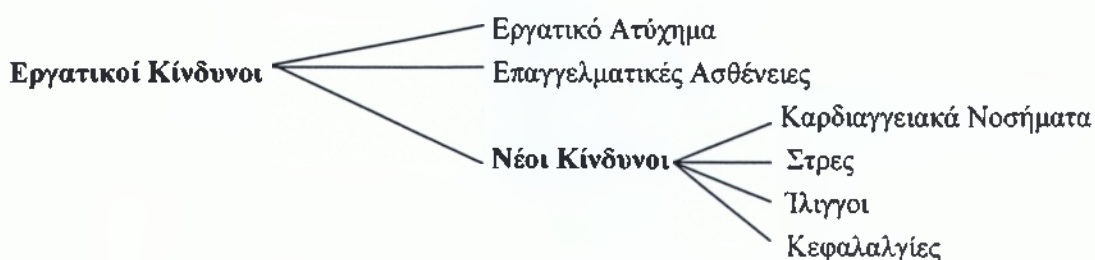 Εργατικό Ατύχημα
Εργατικοί Κίνδυνοι
Επαγγελματικές Ασθένειες
Καρδιαγγειακά Νοσήματα
Νέοι Κίνδυνοι
Στρες
Ίλιγγοι
Κεφαλαλγίες